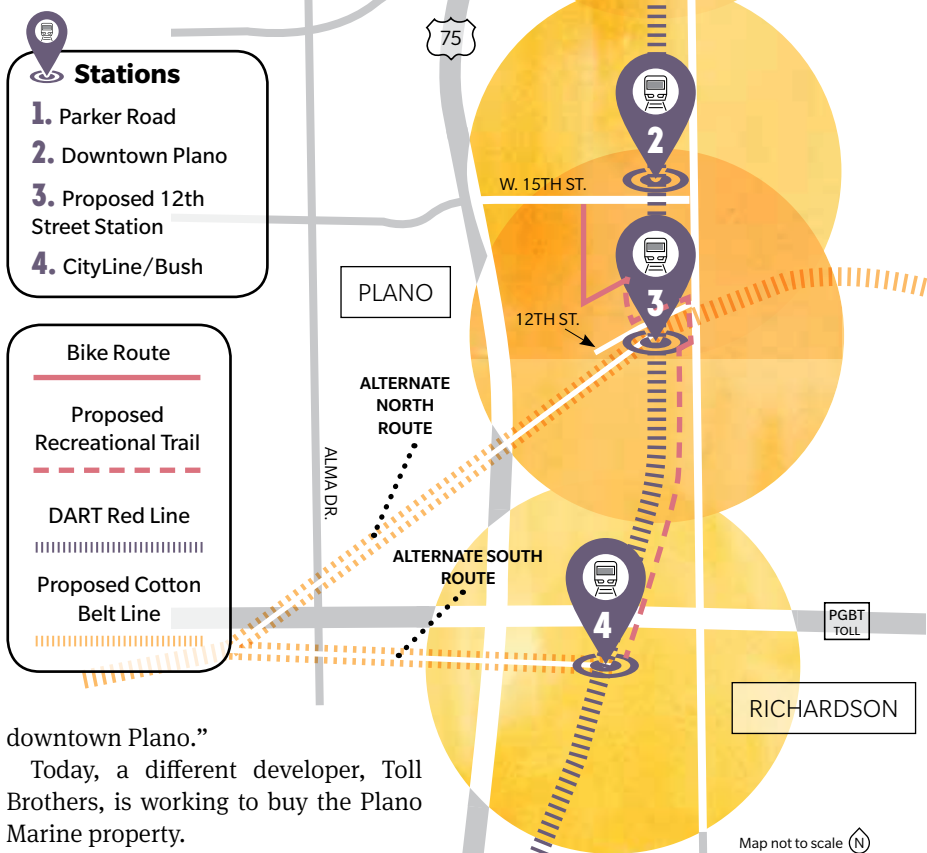 Stations
1. Parker Road
2. Downtown Plano
3. Proposed 12th
Street Station
4. CityLine/Bush
Bike Route
Proposed
Recreational Trail
DART Red Line
Proposed Cotton
Belt Line
75
2
W. 15TH ST.
PLANO
3
12TH ST.
ALTERNATE
NORTH
ROUTE
ALMA DR.
ALTERNATE SOUTH
ROUTE
4
PGBT
TOLL
RICHARDSON
downtown Plano.”
Today, a different developer, Toll
Brothers, is working to buy the Plano
Marine property.
Map not to scale N